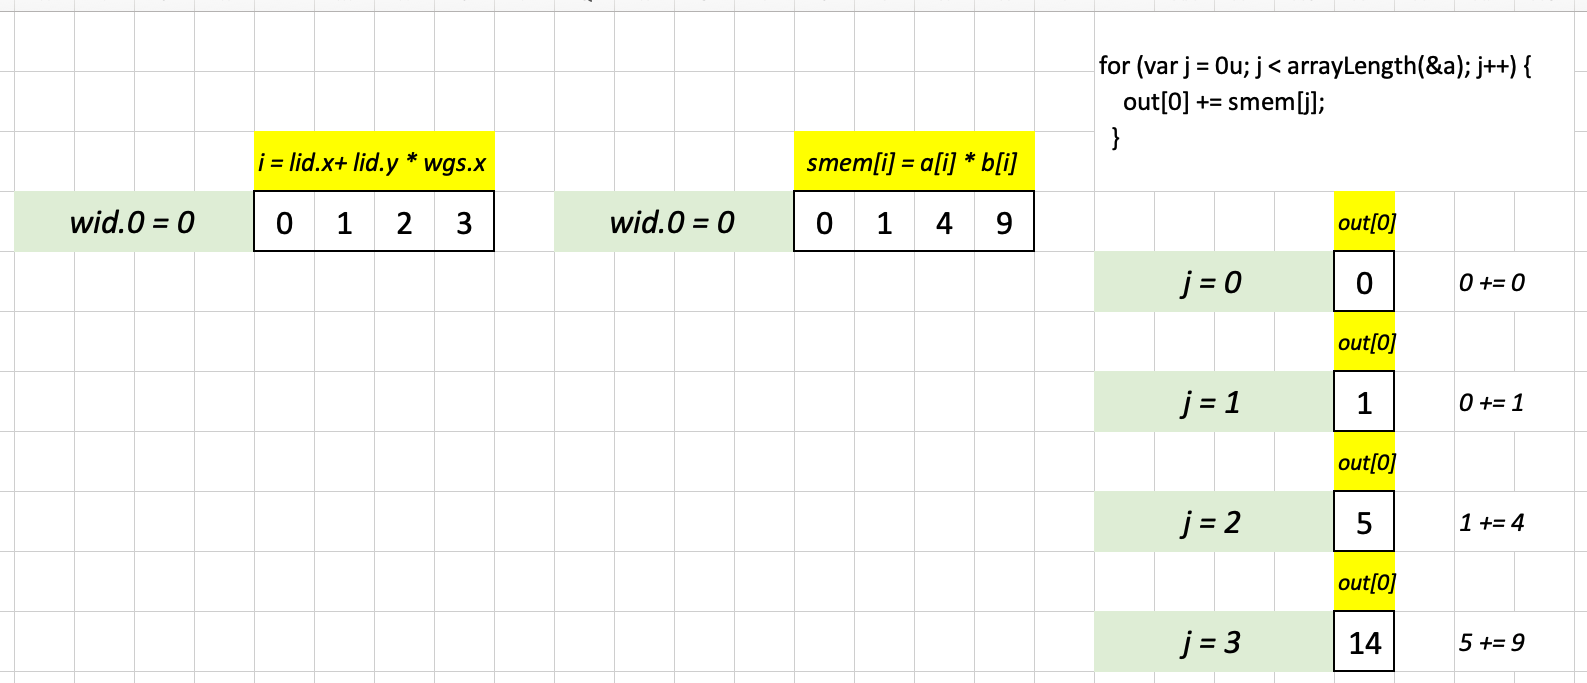 for (var j = 0u; j < arrayLength(&a); j++) {
out[0] += smem[j];
}
i = lid.x+ lid.y * wgs.x
smem[i] = a[i] * b[i]
wid.0 = 0
0 1 2 3
wid.0 = 0
0 1 4 9
out[0]
j = 0
0
0 += 0
out[0]
j = 1
1
0 += 1
out[0]
j = 2
5
1 += 4
out[0]
j = 3
14
5 += 9